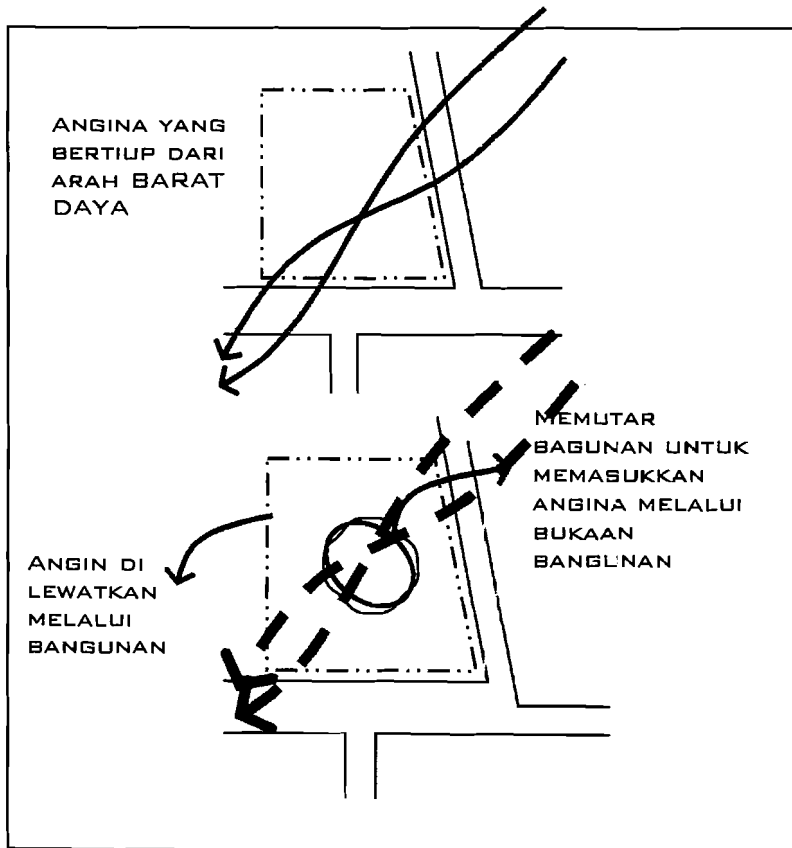 ANGINA YANG
BERTIUP DARI
ARAH BARAT
DAYA
MEMUTAR
BAGUNAN UNTUK
MEMASUKKAN
ANGINA MELALUI
BUKAAN
BANGUNAN
ANGIN DI
LEWATKAN
MELALUI
BANGUNAN